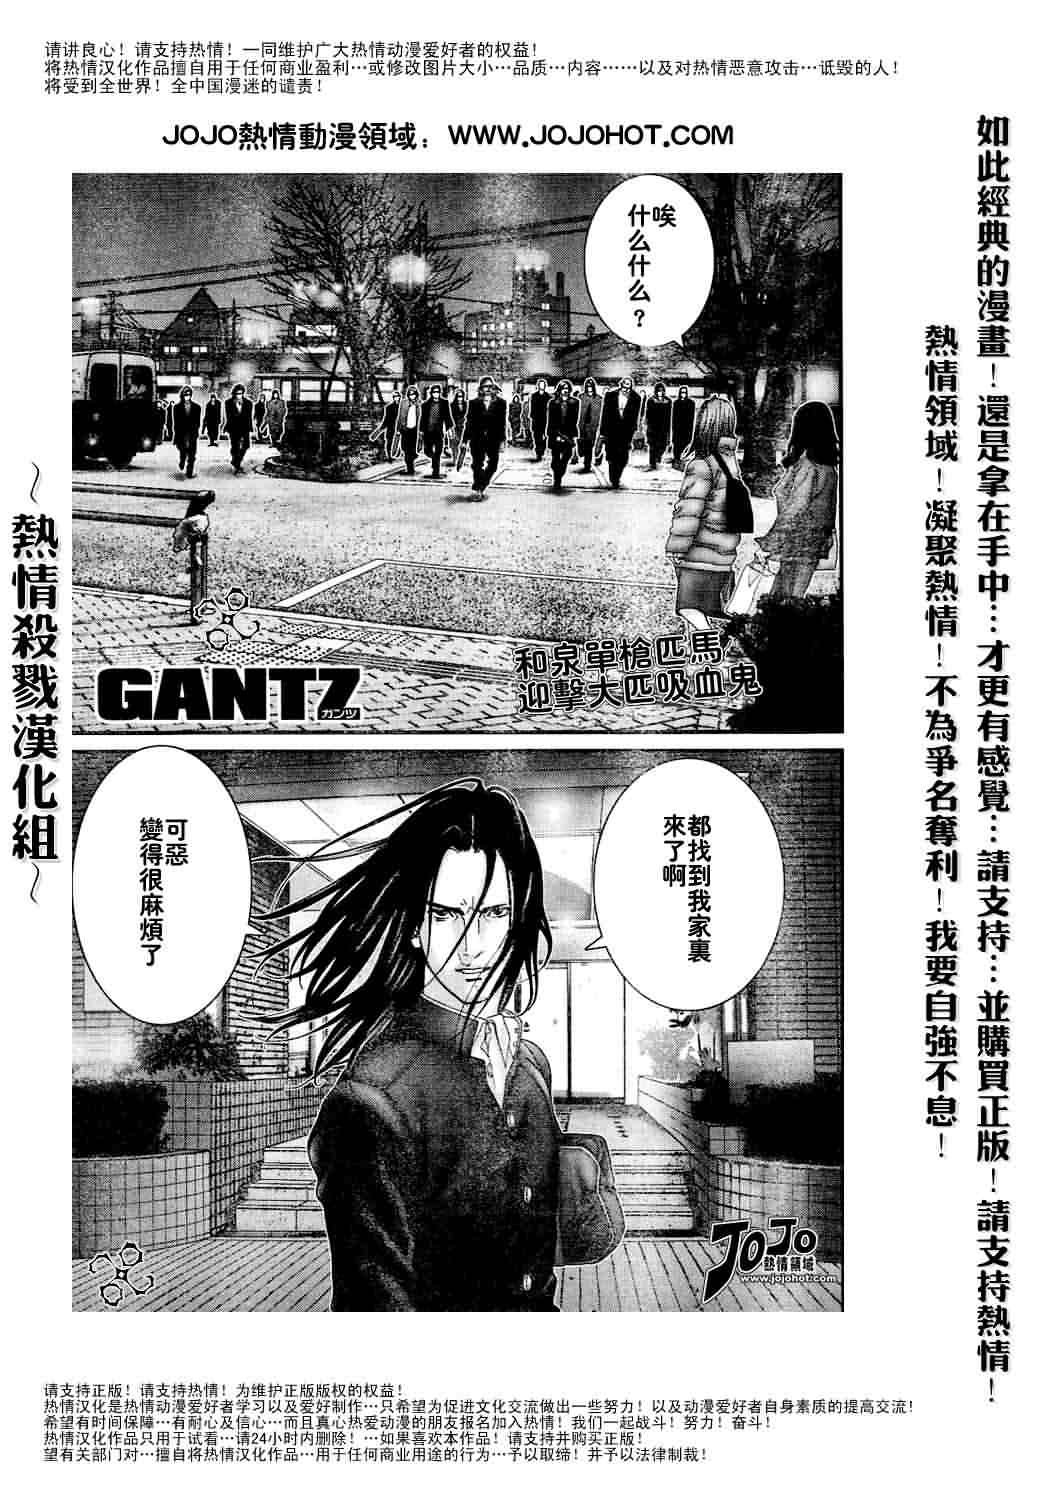 请讲良心！请支持热情！一同维护广大热情动漫爱好者的权益！
将热情汉化作品擅自用于任何商业盈利…或修改图片大小…品质…内容……以及对热情恶意攻击…诋毁的人！
将受到全世界！全中国漫迷的谴责！
JOJO熱情動漫領域：WWW.JOJOHOT.COM
如此經典的漫畫！還是拿在手中…才更有感覺…請支持…並購買正版！請支持熱情！
熱情領域！凝聚熱情！不為爭名奪利！我要自強不息！
唉
什么什么？
和泉單槍匹馬
迎擊大匹吸血鬼
GANTZ
ガンツ
都找到我家裏
來了啊
可惡
變得很麻煩了
～熱情殺戮漢化組～
JOJO
熱情領域
www.jojohot.com
请支持正版！请支持热情！为维护正版版权的权益！
热情汉化是热情动漫爱好者学习以及爱好制作…只希望为促进文化交流做出一些努力！以及动漫爱好者自身素质的提高交流！
希望有时间保障…有耐心及信心…而且真心热爱动漫的朋友报名加入热情！我们一起战斗！努力！奋斗！
热情汉化作品只用于试看…请24小时内删除！…如果喜欢本作品！请支持并购买正版！
望有关部门对…擅自将热情汉化作品…用于任何商业用途的行为…予以取缔！并予以法律制裁！